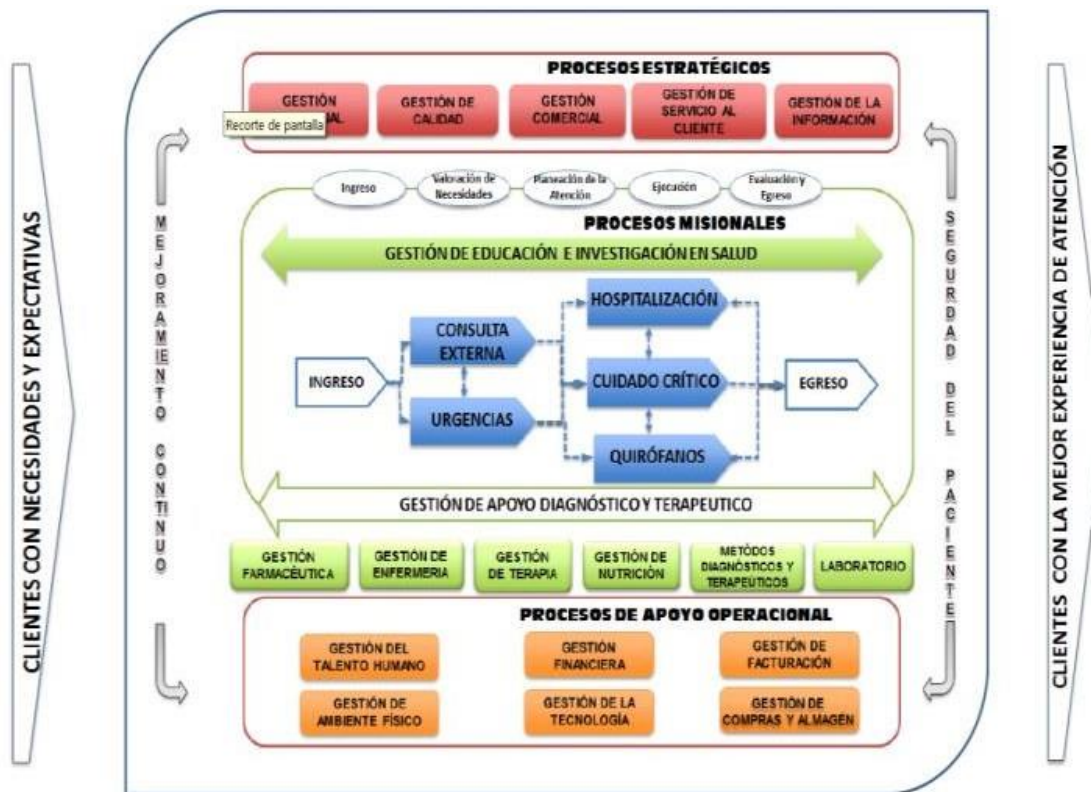 CLIENTES CON NECESIDADES Y EXPECTATIVAS
MEJORAMIENTO CONTINUO
PROCESOS ESTRATÉGICOS
GESTIÓN
Recorte de pantalla
GESTIÓN DE
CALIDAD
GESTIÓN
COMERCIAL
GESTIÓN DE
SERVICIO AL
CLIENTE
GESTIÓN DE LA
INFORMACIÓN
Ingreso
Valoración de
Necesidades
Planeación de la
Atención
Ejecución
Evaluación y
Egreso
PROCESOS MISIONALES
GESTIÓN DE EDUCACIÓN E INVESTIGACIÓN EN SALUD
INGRESO
CONSULTA
EXTERNA
URGENCIAS
HOSPITALIZACIÓN
CUIDADO CRÍTICO
QUIRÓFANOS
EGRESO
GESTIÓN DE APOYO DIAGNÓSTICO Y TERAPEUTICO
GESTIÓN
FARMACÉUTICA
GESTIÓN DE
ENFERMERIA
GESTIÓN
DE TERAPIA
GESTIÓN DE
NUTRICIÓN
METÓDOS
DIAGNÓSTICOS Y
TERAPEÚTICOS
LABORATORIO
PROCESOS DE APOYO OPERACIONAL
GESTIÓN DEL
TALENTO HUMANO
GESTIÓN
FINANCIERA
GESTIÓN DE
FACTURACIÓN
GESTIÓN DE
AMBIENTE FÍSICO
GESTIÓN DE LA
TECNOLOGÍA
GESTIÓN DE
COMPRAS Y ALMAGÉN
SEGURIDAD DEL PACIENTE
CLIENTES CON LA MEJOR EXPERIENCIA DE ATENCIÓN